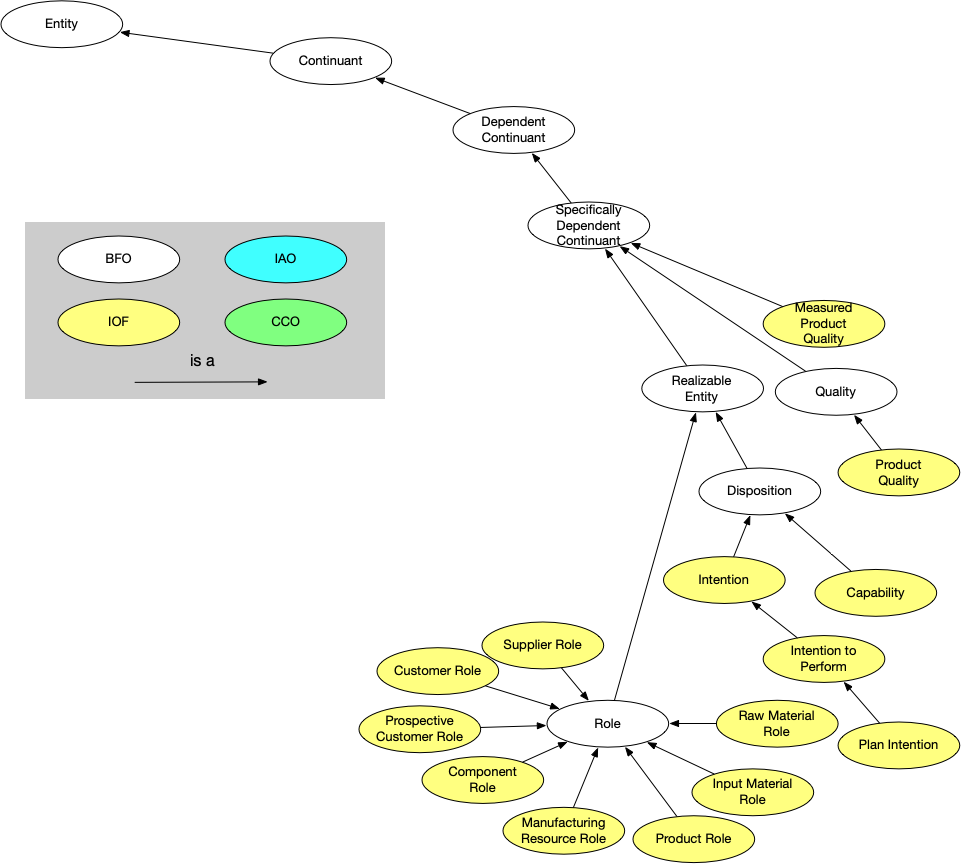 Entity
Continuant
Dependent
Continuant
Specifically
Dependent
Continuant
BFO
IAO
IOF
CCO
is a
Measured
Product
Quality
Realizable
Entity
Quality
Product
Quality
Disposition
Intention
Capability
Supplier Role
Intention to
Perform
Customer Role
Prospective
Customer Role
Role
Raw Material
Role
Plan Intention
Component
Role
Input Material
Role
Manufacturing
Resource Role
Product Role